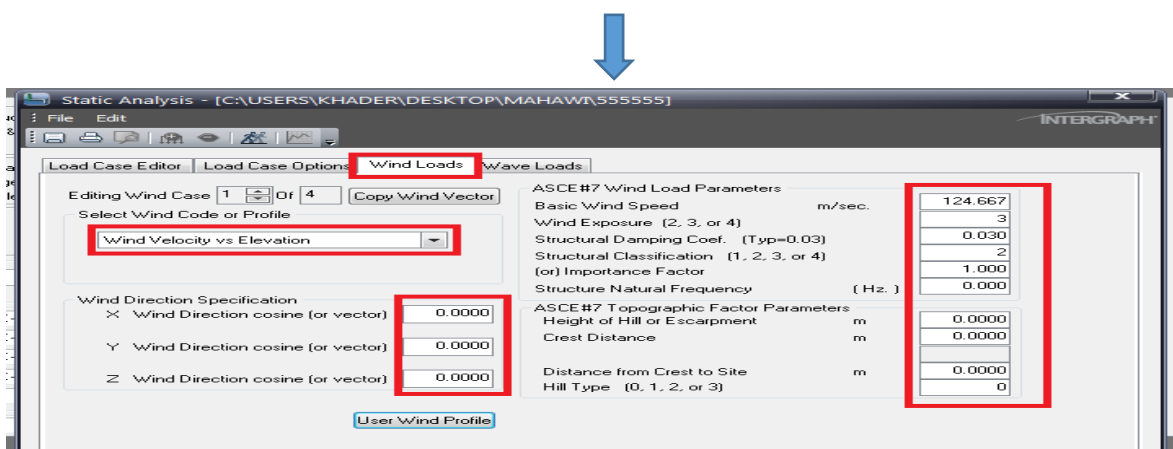 Static Analysis - [C:\USERS\KHADER\DESKTOP\MAHAWI\555555]
File Edit
INTERGRAPH
Load Case Editor Load Case Options Wind Loads Wave Loads
Editing Wind Case 1 Of 4 Copy Wind Vector
Select Wind Code or Profile
Wind Velocity vs Elevation
Wind Direction Specification
X Wind Direction cosine (or vector) 0.0000
Y Wind Direction cosine (or vector) 0.0000
Z Wind Direction cosine (or vector) 0.0000
User Wind Profile
ASCE#7 Wind Load Parameters
Basic Wind Speed m/sec. 124.667
Wind Exposure (2, 3, or 4) 3
Structural Damping Coef. (Typ=0.03) 0.030
Structural Classification (1, 2, 3, or 4) 2
(or) Importance Factor 1.000
Structure Natural Frequency (Hz.) 0.000
ASCE#7 Topographic Factor Parameters
Height of Hill or Escarpment m 0.0000
Crest Distance m 0.0000
Distance from Crest to Site m 0.0000
Hill Type (0, 1, 2, or 3) 0